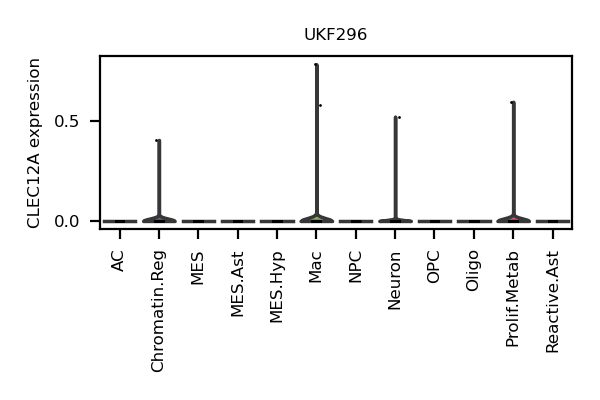 UKF296
CLEC12A expression
0.5
0.0
AC
Chromatin.Reg
MES
MES.Ast
MES.Hyp
Mac
NPC
Neuron
OPC
Oligo
Prolif.Metab
Reactive.Ast